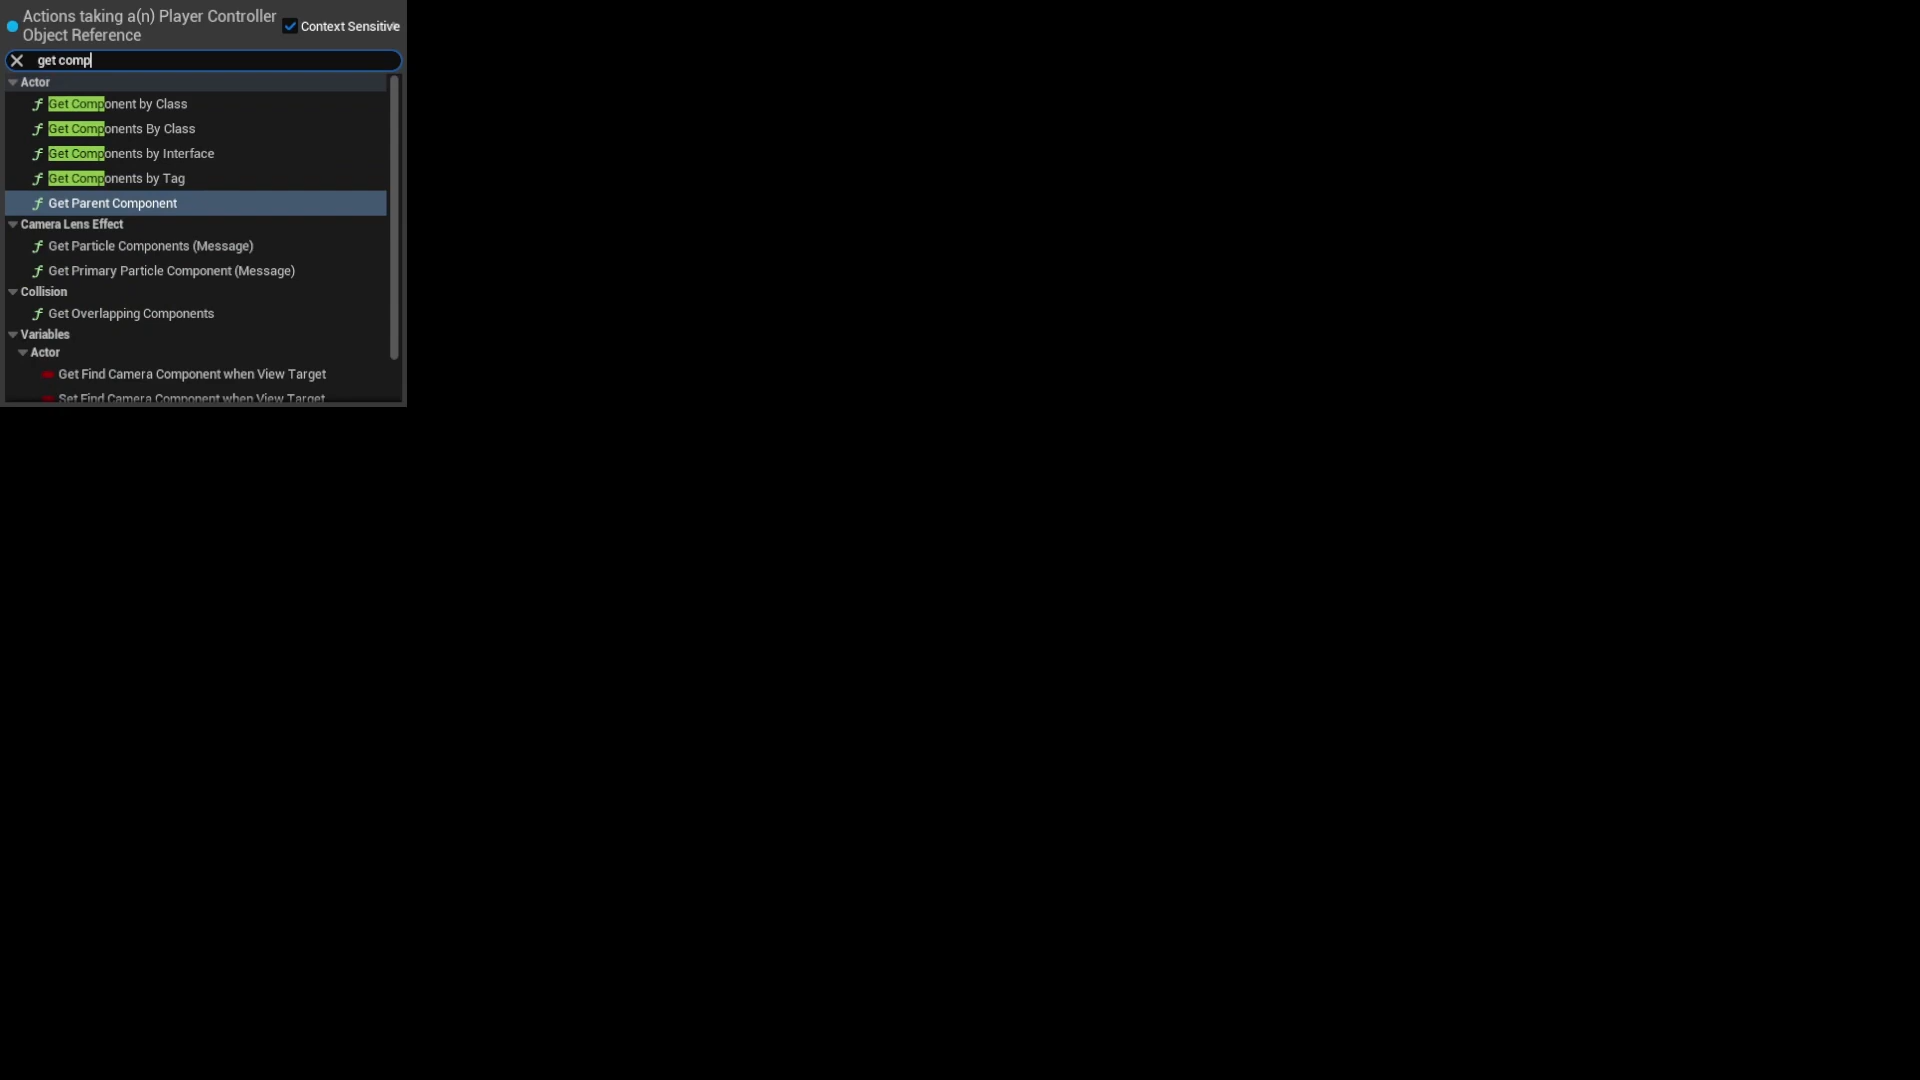 Actions taking a(n) Player Controller
Object Reference
Context Sensitive
get comp
Actor
Get Component by Class
Get Components By Class
Get Components by Interface
Get Components by Tag
Get Parent Component
Camera Lens Effect
Get Particle Components (Message)
Get Primary Particle Component (Message)
Collision
Get Overlapping Components
Variables
Actor
Get Find Camera Component when View Target
Set Find Camera Component when View Target